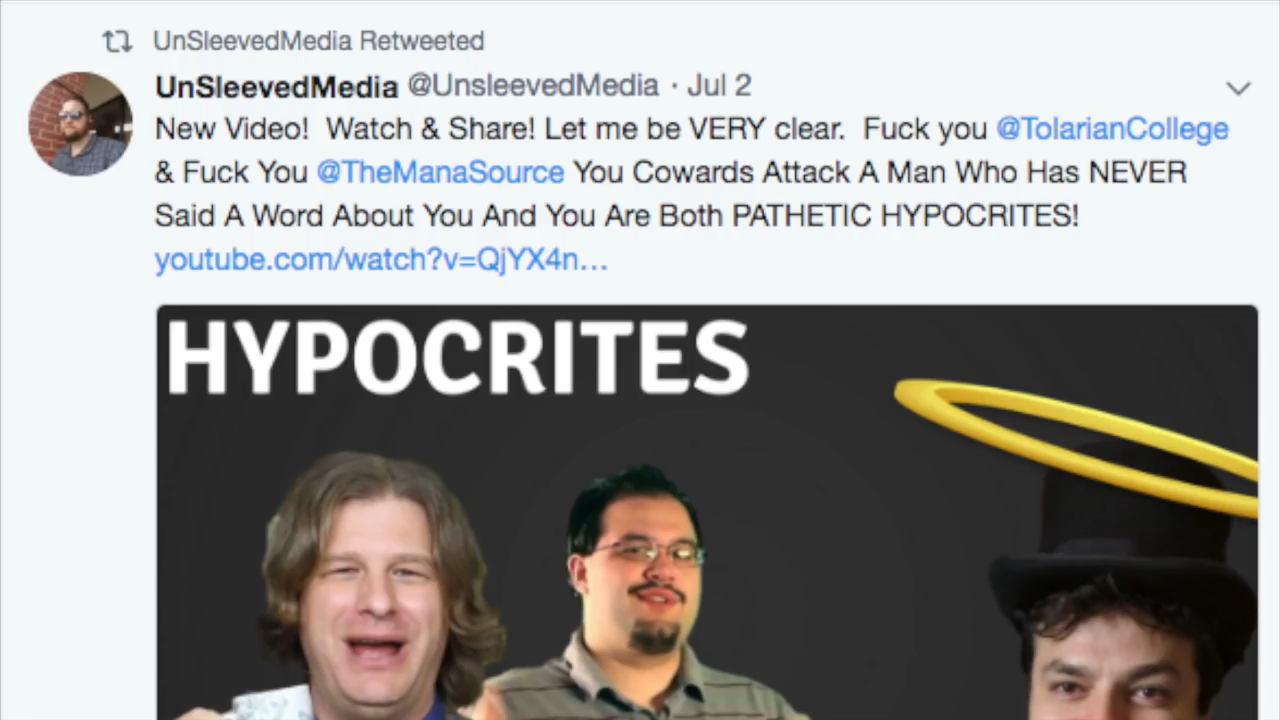 UnSleevedMedia Retweeted
UnSleevedMedia @UnsleevedMedia · Jul 2
New Video!  Watch & Share! Let me be VERY clear.  Fuck you @TolarianCollege
& Fuck You @TheManaSource You Cowards Attack A Man Who Has NEVER
Said A Word About You And You Are Both PATHETIC HYPOCRITES!
youtube.com/watch?v=QjYX4n...
HYPOCRITES